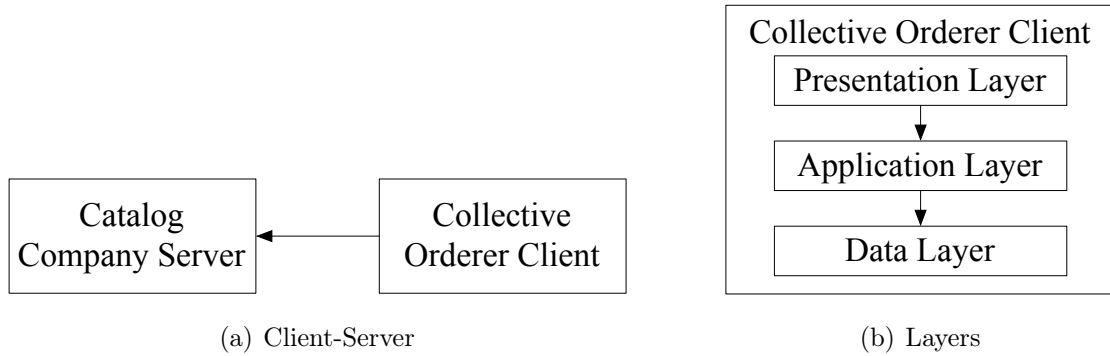 Catalog
Company Server
Collective
Orderer Client
(a) Client-Server
Collective Orderer Client
Presentation Layer
Application Layer
Data Layer
(b) Layers